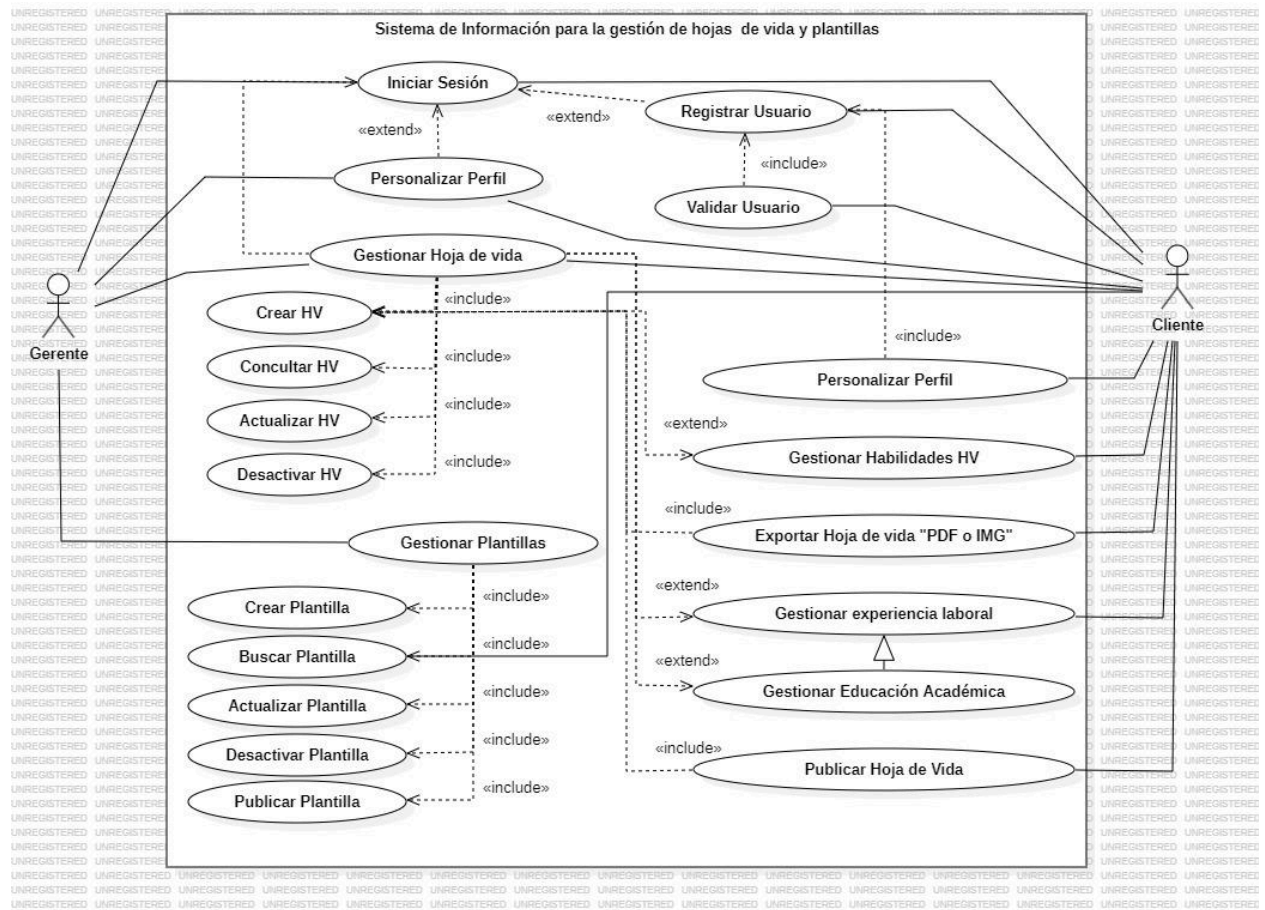 Sistema de Información para la gestión de hojas de vida y plantillas
Iniciar Sesión
Registrar Usuario
«extend»
«extend»
«include»
Personalizar Perfil
Validar Usuario
Gestionar Hoja de vida
«include»
Crear HV
Gerente
Cliente
«include»
«include»
Concultar HV
Personalizar Perfil
«include»
Actualizar HV
«extend»
Gestionar Habilidades HV
«include»
Desactivar HV
«include»
Exportar Hoja de vida "PDF o IMG"
Gestionar Plantillas
«extend»
«include»
Crear Plantilla
Gestionar experiencia laboral
«include»
Buscar Plantilla
«extend»
Gestionar Educación Académica
«include»
Actualizar Plantilla
«include»
Desactivar Plantilla
«include»
Publicar Hoja de Vida
«include»
Publicar Plantilla
UNREGISTERED